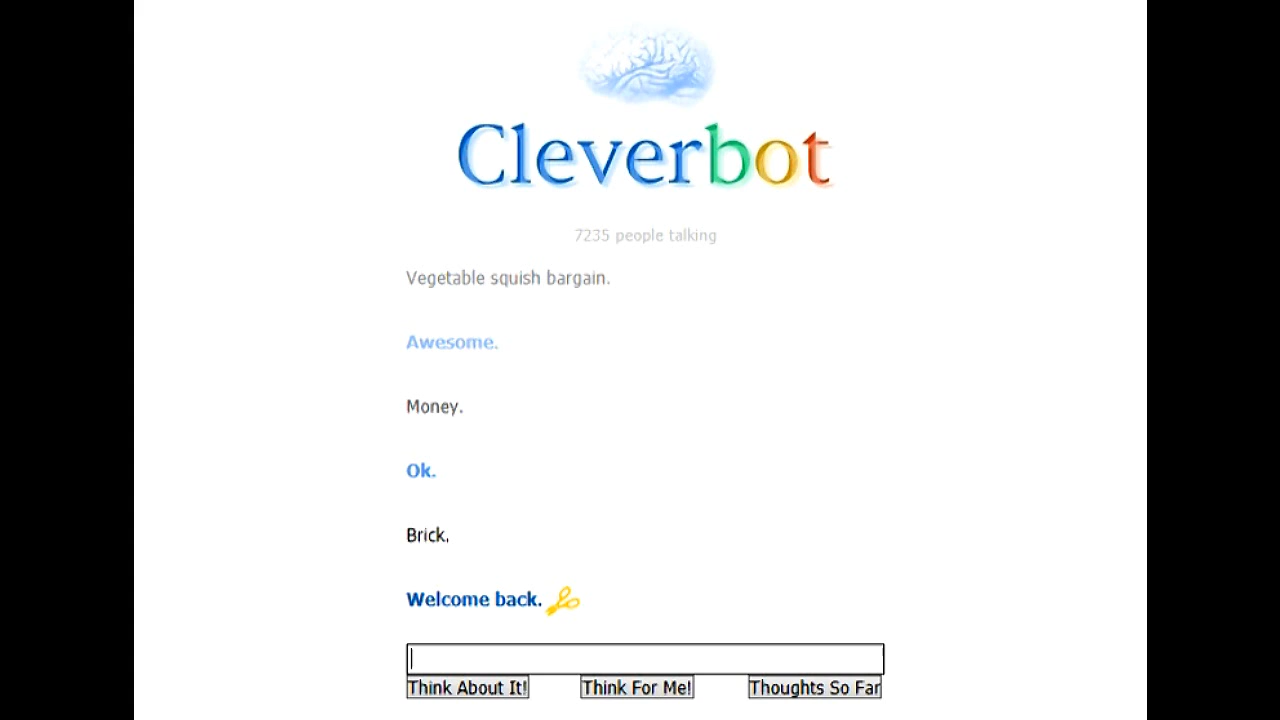 Cleverbot
7235 people talking
Vegetable squish bargain.
Awesome.
Money.
Ok.
Brick.
Welcome back.
Think About It! Think For Me! Thoughts So Far